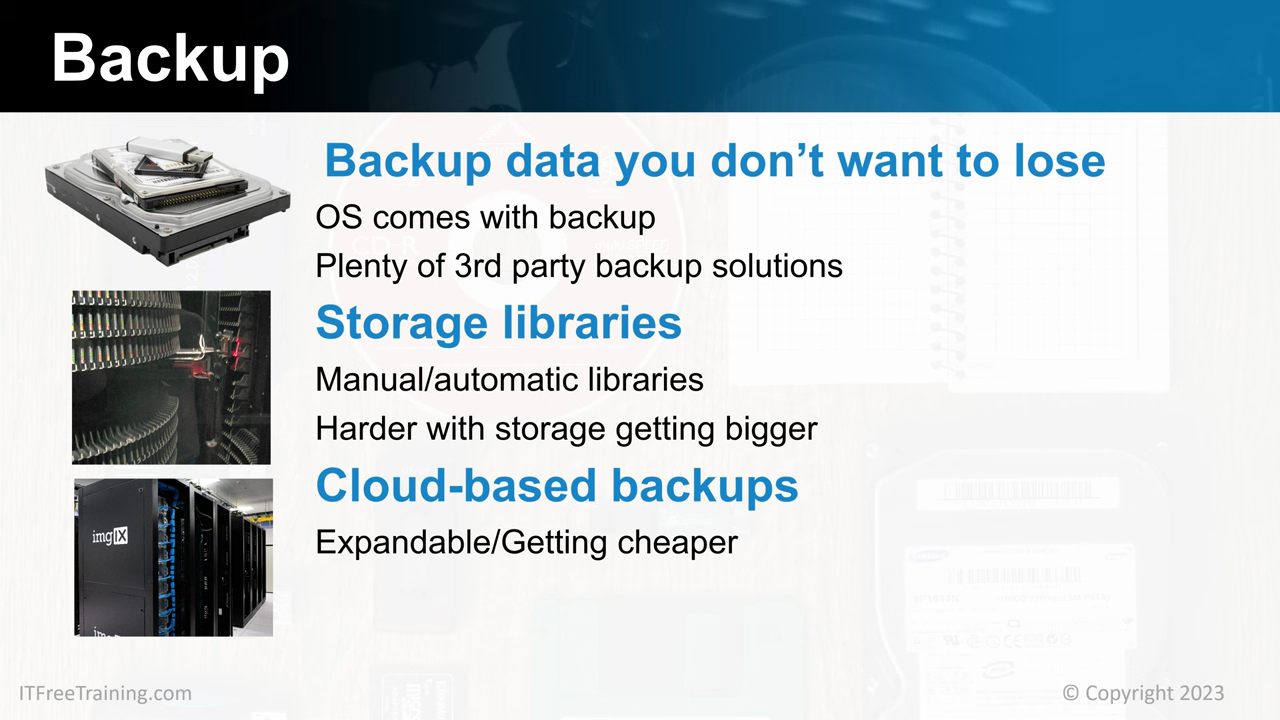 Backup
Backup data you don’t want to lose
OS comes with backup
Plenty of 3rd party backup solutions
Storage libraries
Manual/automatic libraries
Harder with storage getting bigger
Cloud-based backups
Expandable/Getting cheaper
imgIX
CD-R
ITFreeTraining.com
© Copyright 2023